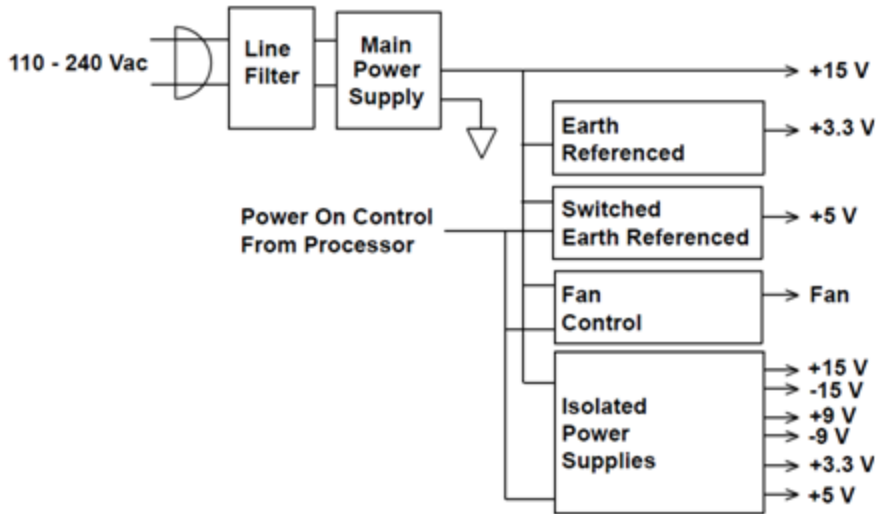 110 - 240 Vac
Line
Filter
Main
Power
Supply
+15 V
Earth
Referenced
+3.3 V
Power On Control
From Processor
Switched
Earth Referenced
+5 V
Fan
Control
Fan
Isolated
Power
Supplies
+15 V
-15 V
+9 V
-9 V
+3.3 V
+5 V